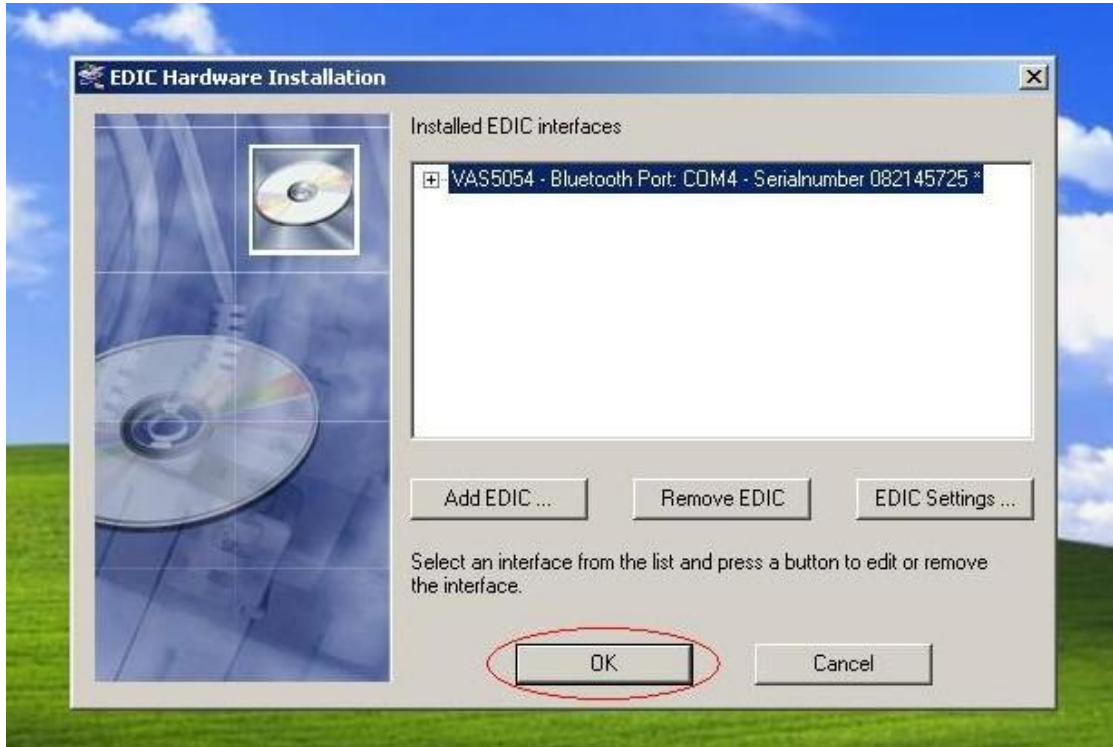 EDIC Hardware Installation
Installed EDIC interfaces
VAS5054 - Bluetooth Port: COM4 - Serialnumber 082145725 *
Add EDIC ...
Remove EDIC
EDIC Settings ...
Select an interface from the list and press a button to edit or remove
the interface.
OK
Cancel